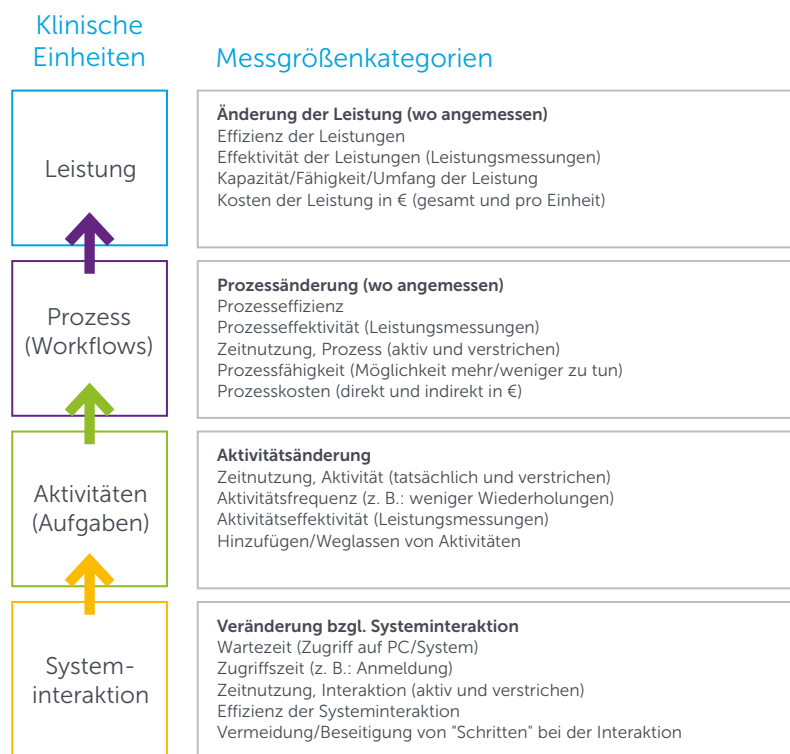 Klinische
Einheiten
Messgrößenkategorien
Leistung
Änderung der Leistung (wo angemessen)
Effizienz der Leistungen
Effektivität der Leistungen (Leistungsmessungen)
Kapazität/Fähigkeit/Umfang der Leistung
Kosten der Leistung in € (gesamt und pro Einheit)
Prozess
(Workflows)
Prozessänderung (wo angemessen)
Prozesseffizienz
Prozesseffektivität (Leistungsmessungen)
Zeitnutzung, Prozess (aktiv und verstrichen)
Prozessfähigkeit (Möglichkeit mehr/weniger zu tun)
Prozesskosten (direkt und indirekt in €)
Aktivitäten
(Aufgaben)
Aktivitätsänderung
Zeitnutzung, Aktivität (tatsächlich und verstrichen)
Aktivitätsfrequenz (z. B.: weniger Wiederholungen)
Aktivitätseffektivität (Leistungsmessungen)
Hinzufügen/Weglassen von Aktivitäten
System-
interaktion
Veränderung bzgl. Systeminteraktion
Wartezeit (Zugriff auf PC/System)
Zugriffszeit (z. B.: Anmeldung)
Zeitnutzung, Interaktion (aktiv und verstrichen)
Effizienz der Systeminteraktion
Vermeidung/Beseitigung von "Schritten" bei der Interaktion